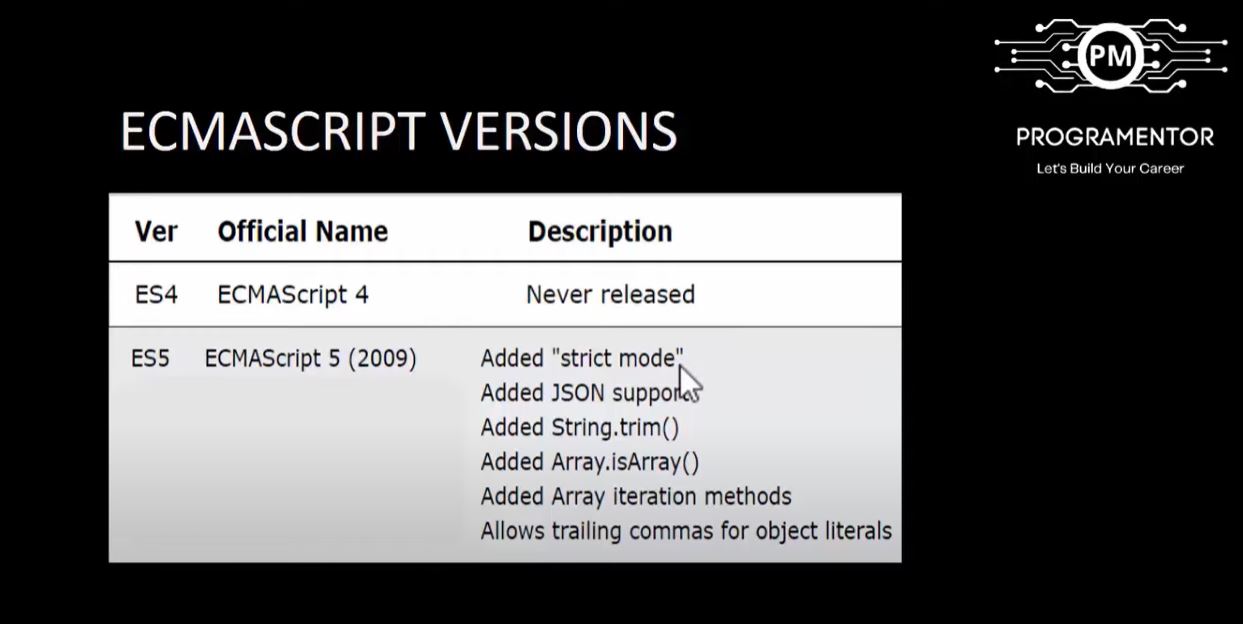 PM
PROGRAMENTOR
Let's Build Your Career
ECMASCRIPT VERSIONS
Ver Official Name Description
ES4 ECMAScript 4 Never released
ES5 ECMAScript 5 (2009) Added "strict mode"
Added JSON support
Added String.trim()
Added Array.isArray()
Added Array iteration methods
Allows trailing commas for object literals